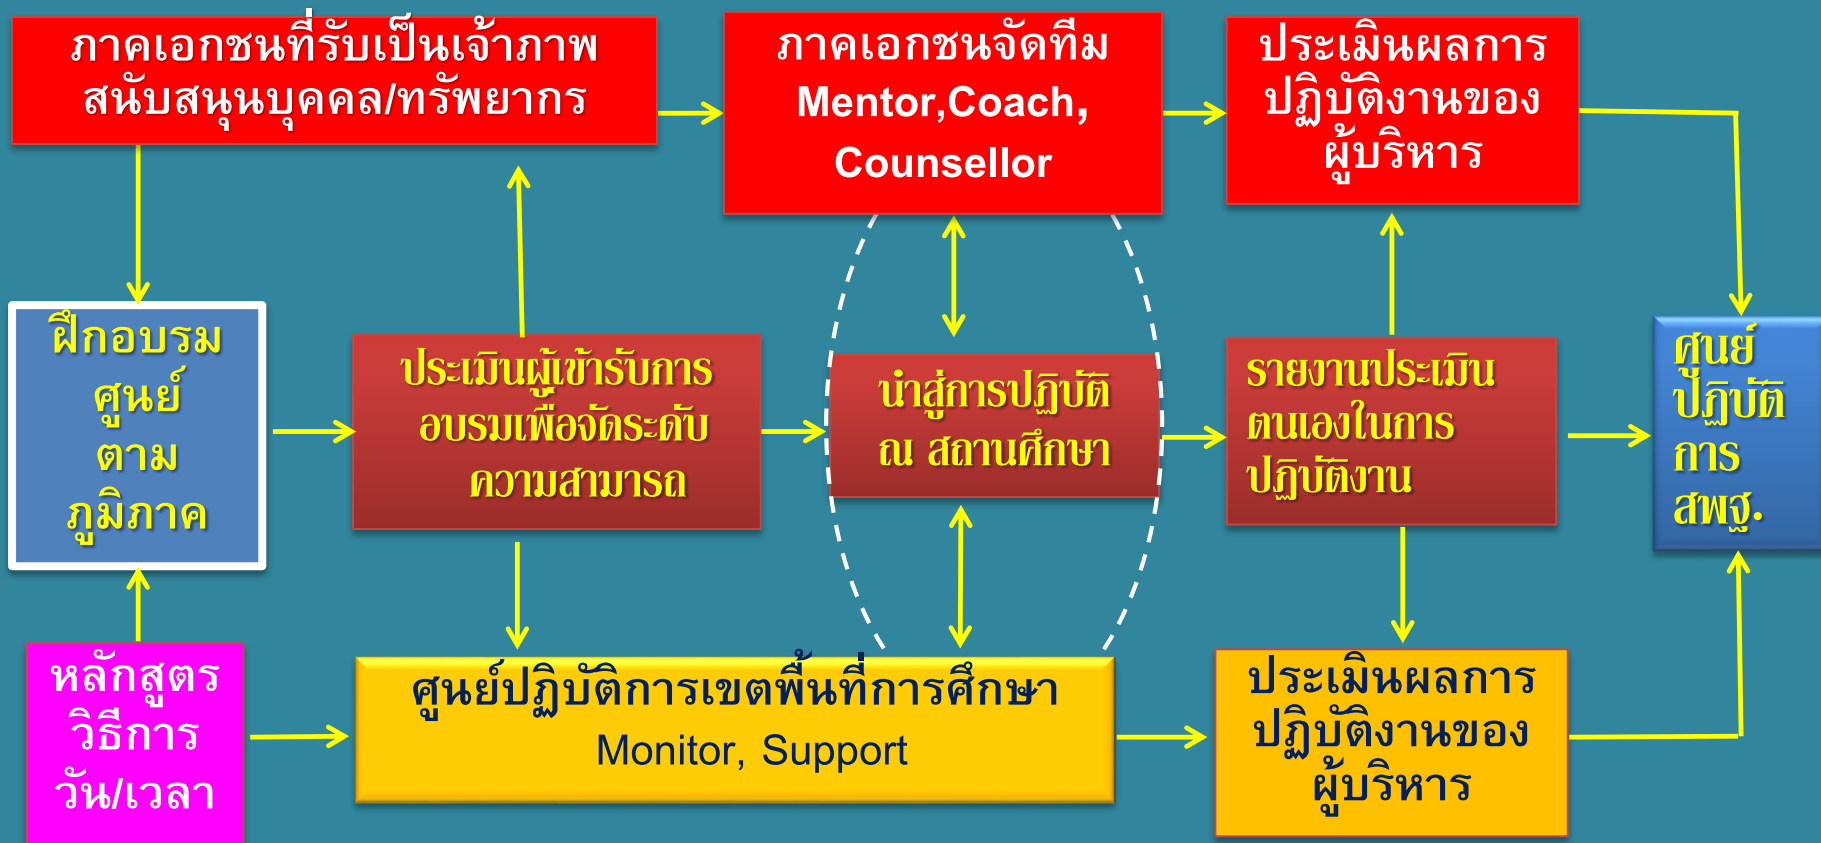 ภาคเอกชนที่รับเป็นเจ้าภาพ
สนับสนุนบุคคล/ทรัพยากร
ภาคเอกชนจัดทีม
Mentor,Coach,
Counsellor
ประเมินผลการ
ปฏิบัติงานของ
ผู้บริหาร
ฝึกอบรม
ศูนย์
ตาม
ภูมิภาค
ประเมินผู้เข้ารับการ
อบรมเพื่อจัดระดับ
ความสามารถ
นำสู่การปฏิบัติ
ณ สถานศึกษา
รายงานประเมิน
ตนเองในการ
ปฏิบัติงาน
ศูนย์
ปฏิบัติ
การ
สพฐ.
หลักสูตร
วิธีการ
วัน/เวลา
ศูนย์ปฏิบัติการเขตพื้นที่การศึกษา
Monitor, Support
ประเมินผลการ
ปฏิบัติงานของ
ผู้บริหาร